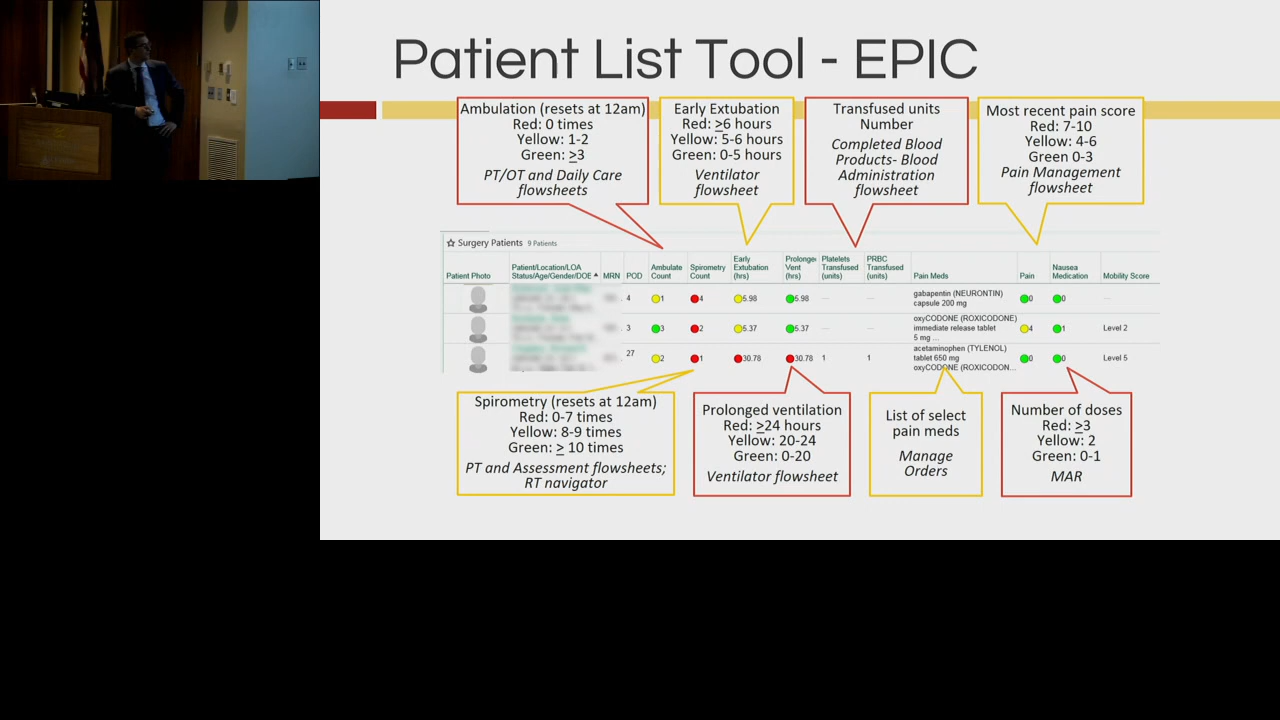 Patient List Tool - EPIC
Ambulation (resets at 12am)
Red: 0 times
Yellow: 1-2
Green: ≥3
PT/OT and Daily Care
flowsheets
Early Extubation
Red: ≥6 hours
Yellow: 5-6 hours
Green: 0-5 hours
Ventilator
flowsheet
Transfused units
Number
Completed Blood
Products- Blood
Administration
flowsheet
Most recent pain score
Red: 7-10
Yellow: 4-6
Green 0-3
Pain Management
flowsheet
Surgery Patients 9 Patients
Patient Photo
Patient/Location/LOA
Status/Age/Gender/DOE
MRN
POD
Ambulate
Count
Spirometry
Count
Early
Extubation
(hrs)
Prolonge
Vent
(hrs)
Platelets
Transfused
(units)
PRBC
Transfused
(units)
Pain Meds
Pain
Nausea
Medication
Mobility Score
4 1 4 5.98 5.98 — —
gabapentin (NEURONTIN)
capsule 200 mg
0 0 —
3 3 2 5.37 5.37 — —
oxyCODONE (ROXICODONE)
immediate release tablet
5 mg ...
4 1 Level 2
27 2 1 30.78 30.78 1 1
acetaminophen (TYLENOL)
tablet 650 mg
oxyCODONE (ROXICODON...
0 0 Level 5
Spirometry (resets at 12am)
Red: 0-7 times
Yellow: 8-9 times
Green: ≥ 10 times
PT and Assessment flowsheets;
RT navigator
Prolonged ventilation
Red: ≥24 hours
Yellow: 20-24
Green: 0-20
Ventilator flowsheet
List of select
pain meds
Manage
Orders
Number of doses
Red: ≥3
Yellow: 2
Green: 0-1
MAR